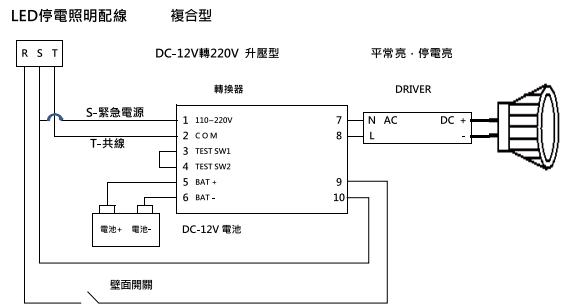 LED停電照明配線 複合型
R S T
DC-12V轉220V 升壓型 平常亮，停電亮
轉換器 DRIVER
S-緊急電源
T-共線
1 110~220V 7 N AC DC +
2 C O M 8 L -
3 TEST SW1
4 TEST SW2
5 BAT + 9
6 BAT - 10
電池+ 電池- DC-12V 電池
壁面開關